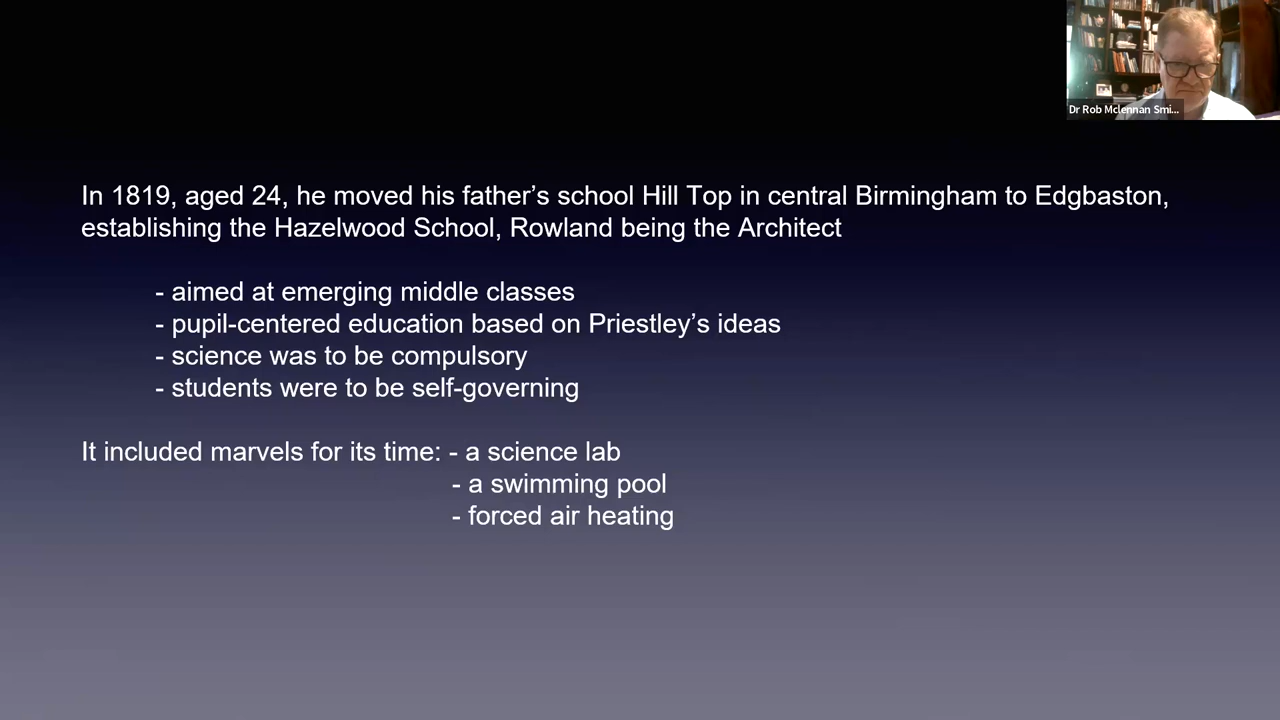 Dr Rob Mclennan Smi...
In 1819, aged 24, he moved his father’s school Hill Top in central Birmingham to Edgbaston,
establishing the Hazelwood School, Rowland being the Architect
- aimed at emerging middle classes
- pupil-centered education based on Priestley’s ideas
- science was to be compulsory
- students were to be self-governing
It included marvels for its time: - a science lab
- a swimming pool
- forced air heating